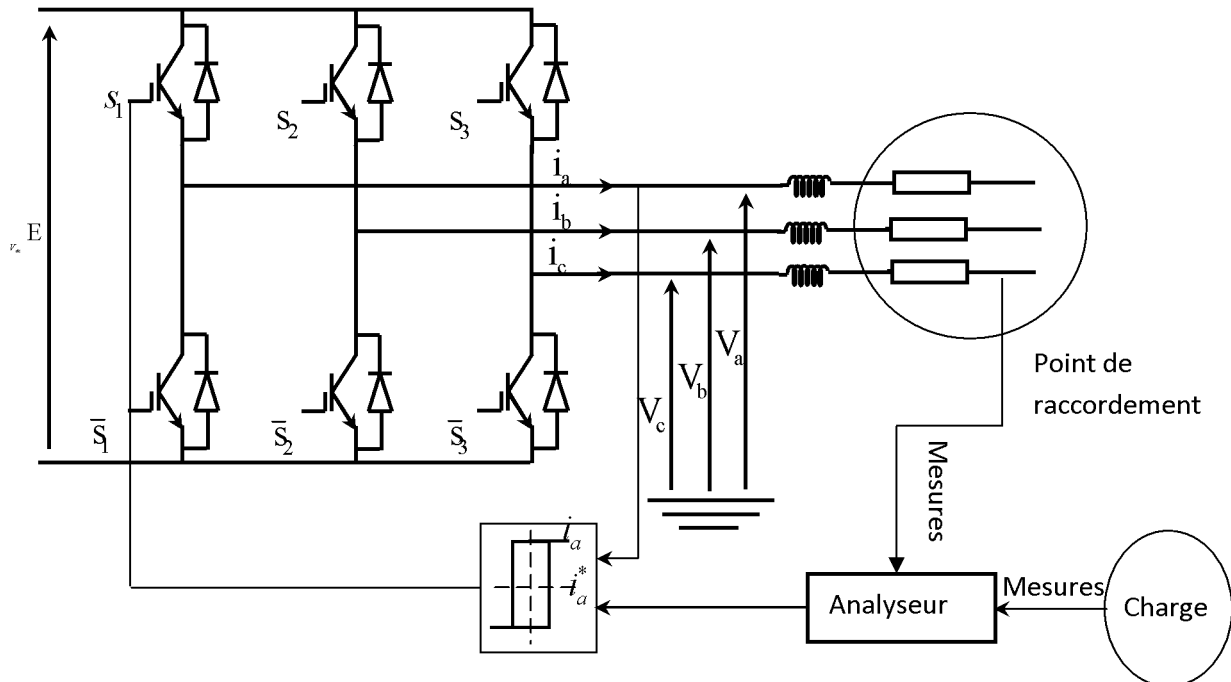 S1
S2
S3
ia
ib
ic
E
Va
Vb
Vc
S̅1
S̅2
S̅3
Point de
raccordement
Mesures
ia
ia*
Analyseur
Mesures
Charge